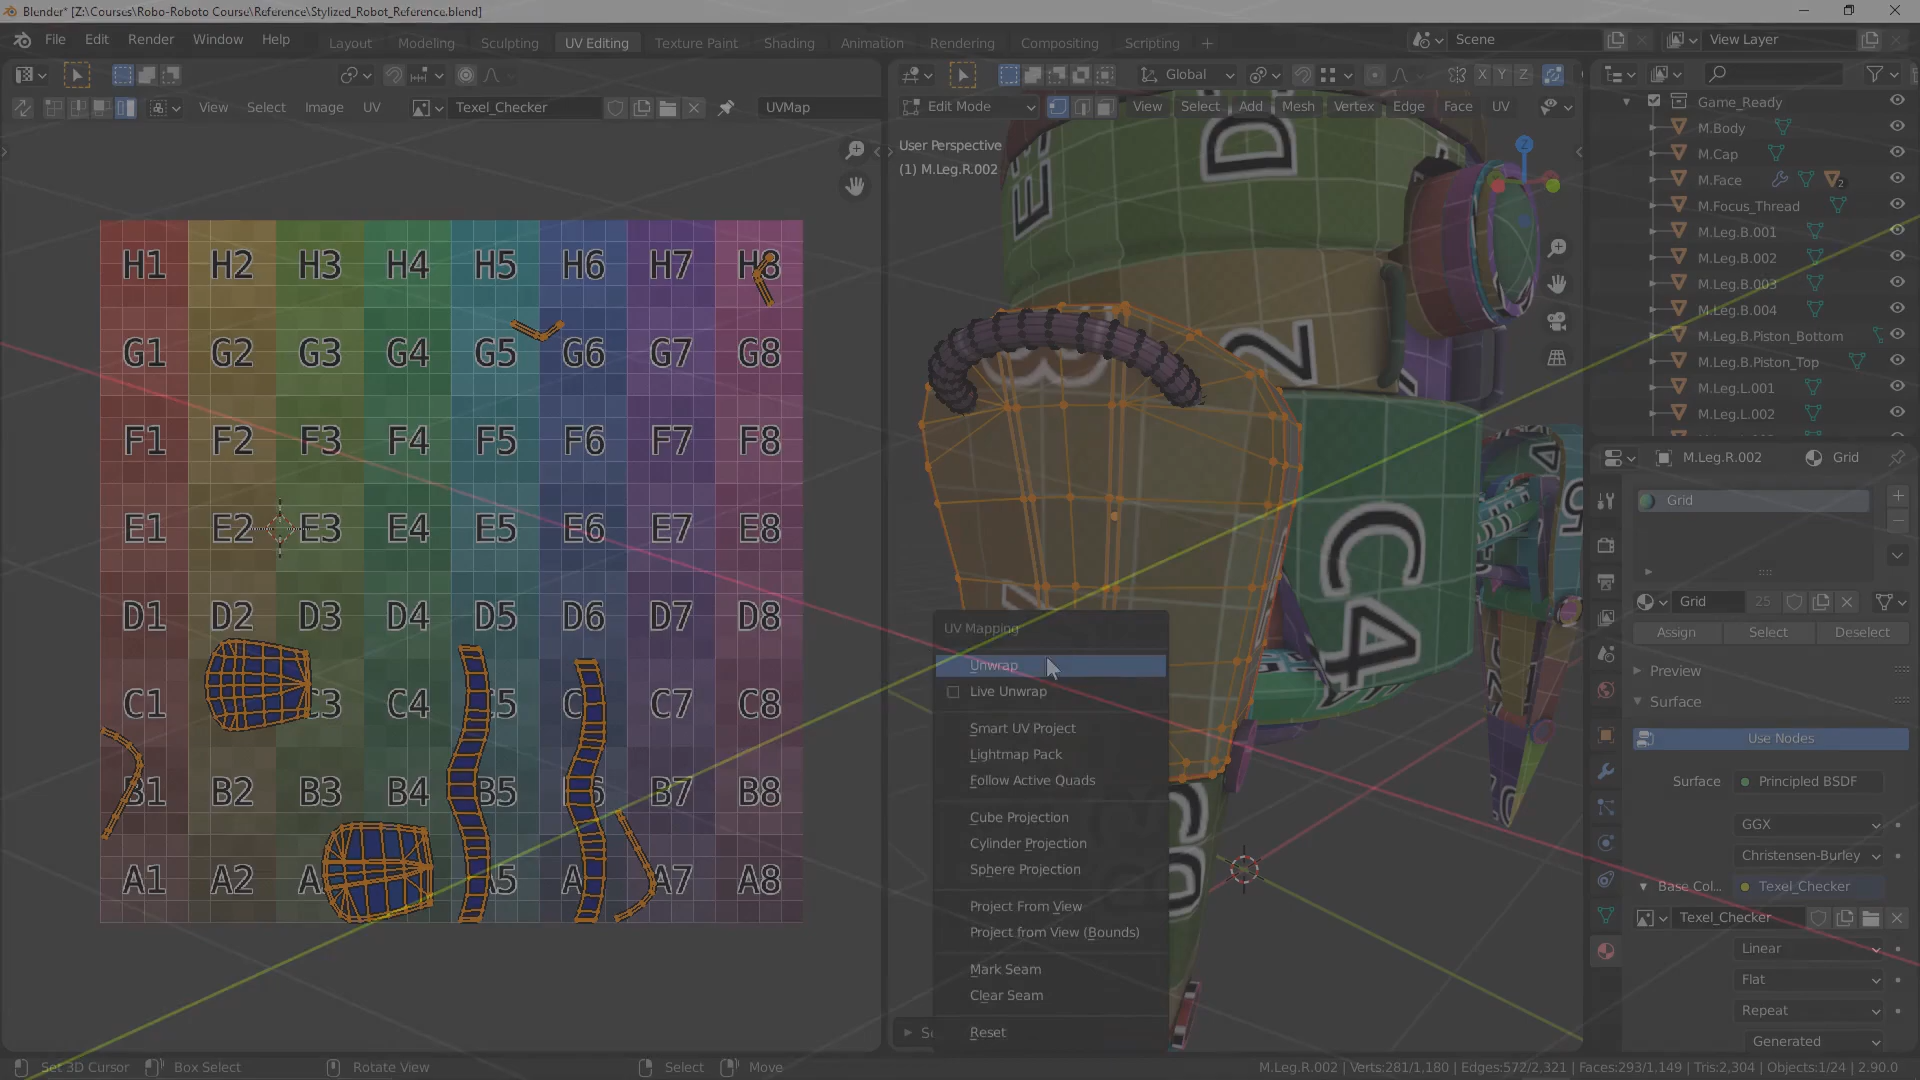 Blender* [Z:\Courses\Robo-Roboto Course\Reference\Stylized_Robot_Reference.blend]
File Edit Render Window Help Layout Modeling Sculpting UV Editing Texture Paint Shading Animation Rendering Compositing Scripting + Scene View Layer
Global X Y Z
View Select Image UV Texel_Checker UVMap
Edit Mode View Select Add Mesh Vertex Edge Face UV
User Perspective
(1) M.Leg.R.002
H1 H2 H3 H4 H5 H6 H7 H8
G1 G2 G3 G4 G5 G6 G7 G8
F1 F2 F3 F4 F5 F6 F7 F8
E1 E2 E3 E4 E5 E6 E7 E8
D1 D2 D3 D4 D5 D6 D7 D8
C1 C3 C4 C5 C7 C8
B1 B2 B3 B4 B5 6 B7 B8
A1 A2 A A5 A A7 A8
D
2
C4
Z
UV Mapping
Unwrap
Live Unwrap
Smart UV Project
Lightmap Pack
Follow Active Quads
Cube Projection
Cylinder Projection
Sphere Projection
Project From View
Project from View (Bounds)
Mark Seam
Clear Seam
Reset
Game_Ready
M.Body
M.Cap
M.Face 2
M.Focus_Thread
M.Leg.B.001
M.Leg.B.002
M.Leg.B.003
M.Leg.B.004
M.Leg.B.Piston_Bottom
M.Leg.B.Piston_Top
M.Leg.L.001
M.Leg.L.002
M.Leg.R.002 Grid
Grid
Grid 25
Assign Select Deselect
Preview
Surface
Use Nodes
Surface Principled BSDF
GGX
Christensen-Burley
Base Col... Texel_Checker
Texel_Checker
Linear
Flat
Repeat
Generated
Set 3D Cursor Box Select Rotate View Select Move M.Leg.R.002 | Verts:281/1,180 | Edges:572/2,321 | Faces:293/1,149 | Tris:2,304 | Objects:1/24 | 2.90.0